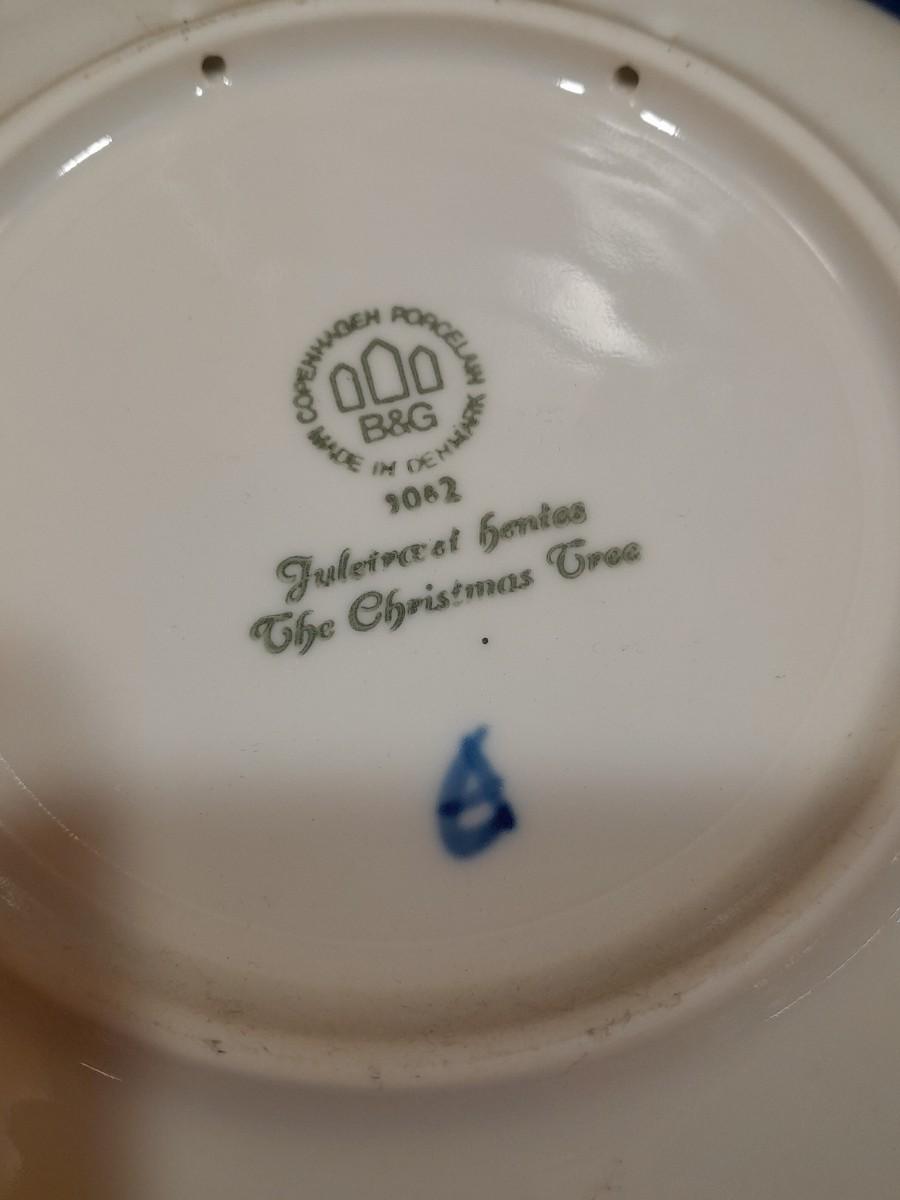 COPENHAGEN PORCELAIN
MADE IN DENMARK
B&G
9082
Juletræet hentes
The Christmas Tree